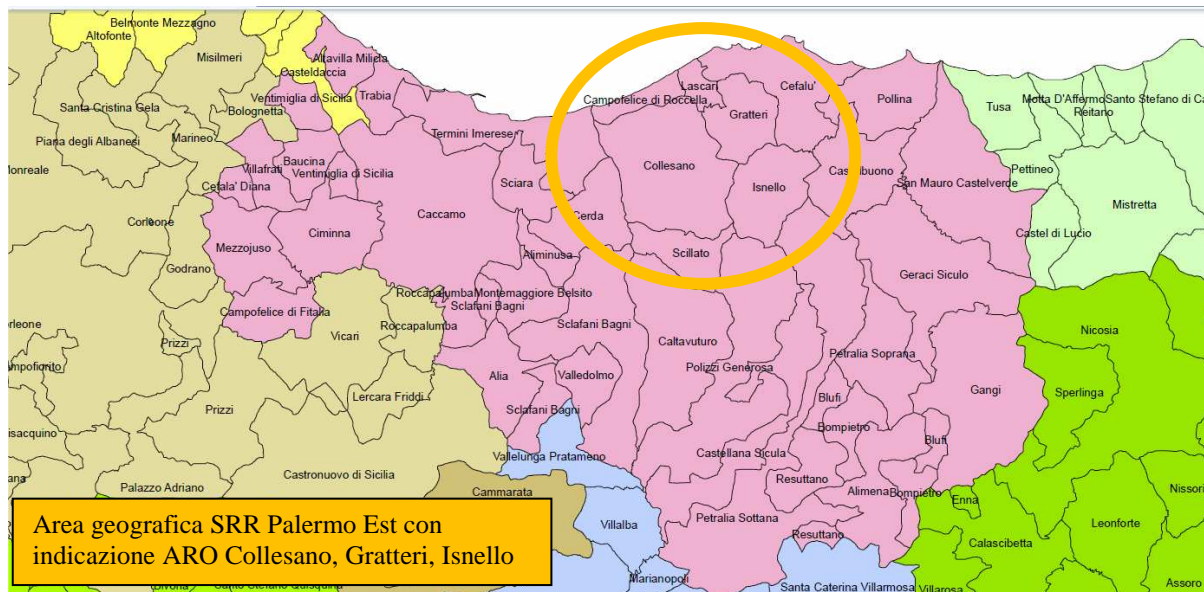 Belmonte Mezzagno
Altofonte
Misilmeri
Altavilla Milicia
Casteldaccia
Santa Cristina Gela
Ventimiglia di Sicilia
Trabia
Bolognetta
Piana degli Albanesi
Marineo
Termini Imerese
Campofelice di Roccella
Lascari
Cefalu'
Pollina
Gratteri
Tusa
Motta D'Affermo
Santo Stefano di Ca
Reitano
Baucina
Villafrati
Ventimiglia di Sicilia
Cefala' Diana
Sciara
Collesano
Isnello
Castelbuono
San Mauro Castelverde
Pettineo
Mistretta
Monreale
Corleone
Caccamo
Cerda
Castel di Lucio
Mezzojuso
Ciminna
Scillato
Aliminusa
Godrano
Geraci Siculo
Roccapalumba
Montemaggiore Belsito
Sclafani Bagni
Campofelice di Fitalia
Roccapalumba
Sclafani Bagni
Vicari
Nicosia
Prizzi
Caltavuturo
Petralia Soprana
Polizzi Generosa
Alia
Valledolmo
Gangi
Sperlinga
Lercara Friddi
Prizzi
Sclafani Bagni
Blufi
Bompietro
Blufi
Vallelunga Pratameno
Castellana Sicula
Castronuovo di Sicilia
Palazzo Adriano
Cammarata
Resuttano
Alimena
Bompietro
Enna
Nissori
Villalba
Petralia Sottana
Resuttano
Leonforte
Calascibetta
Marianopoli
Santa Caterina Villarmosa
Villarosa
Assoro
Santo Stefano Quisquina
Area geografica SRR Palermo Est con
indicazione ARO Collesano, Gratteri, Isnello